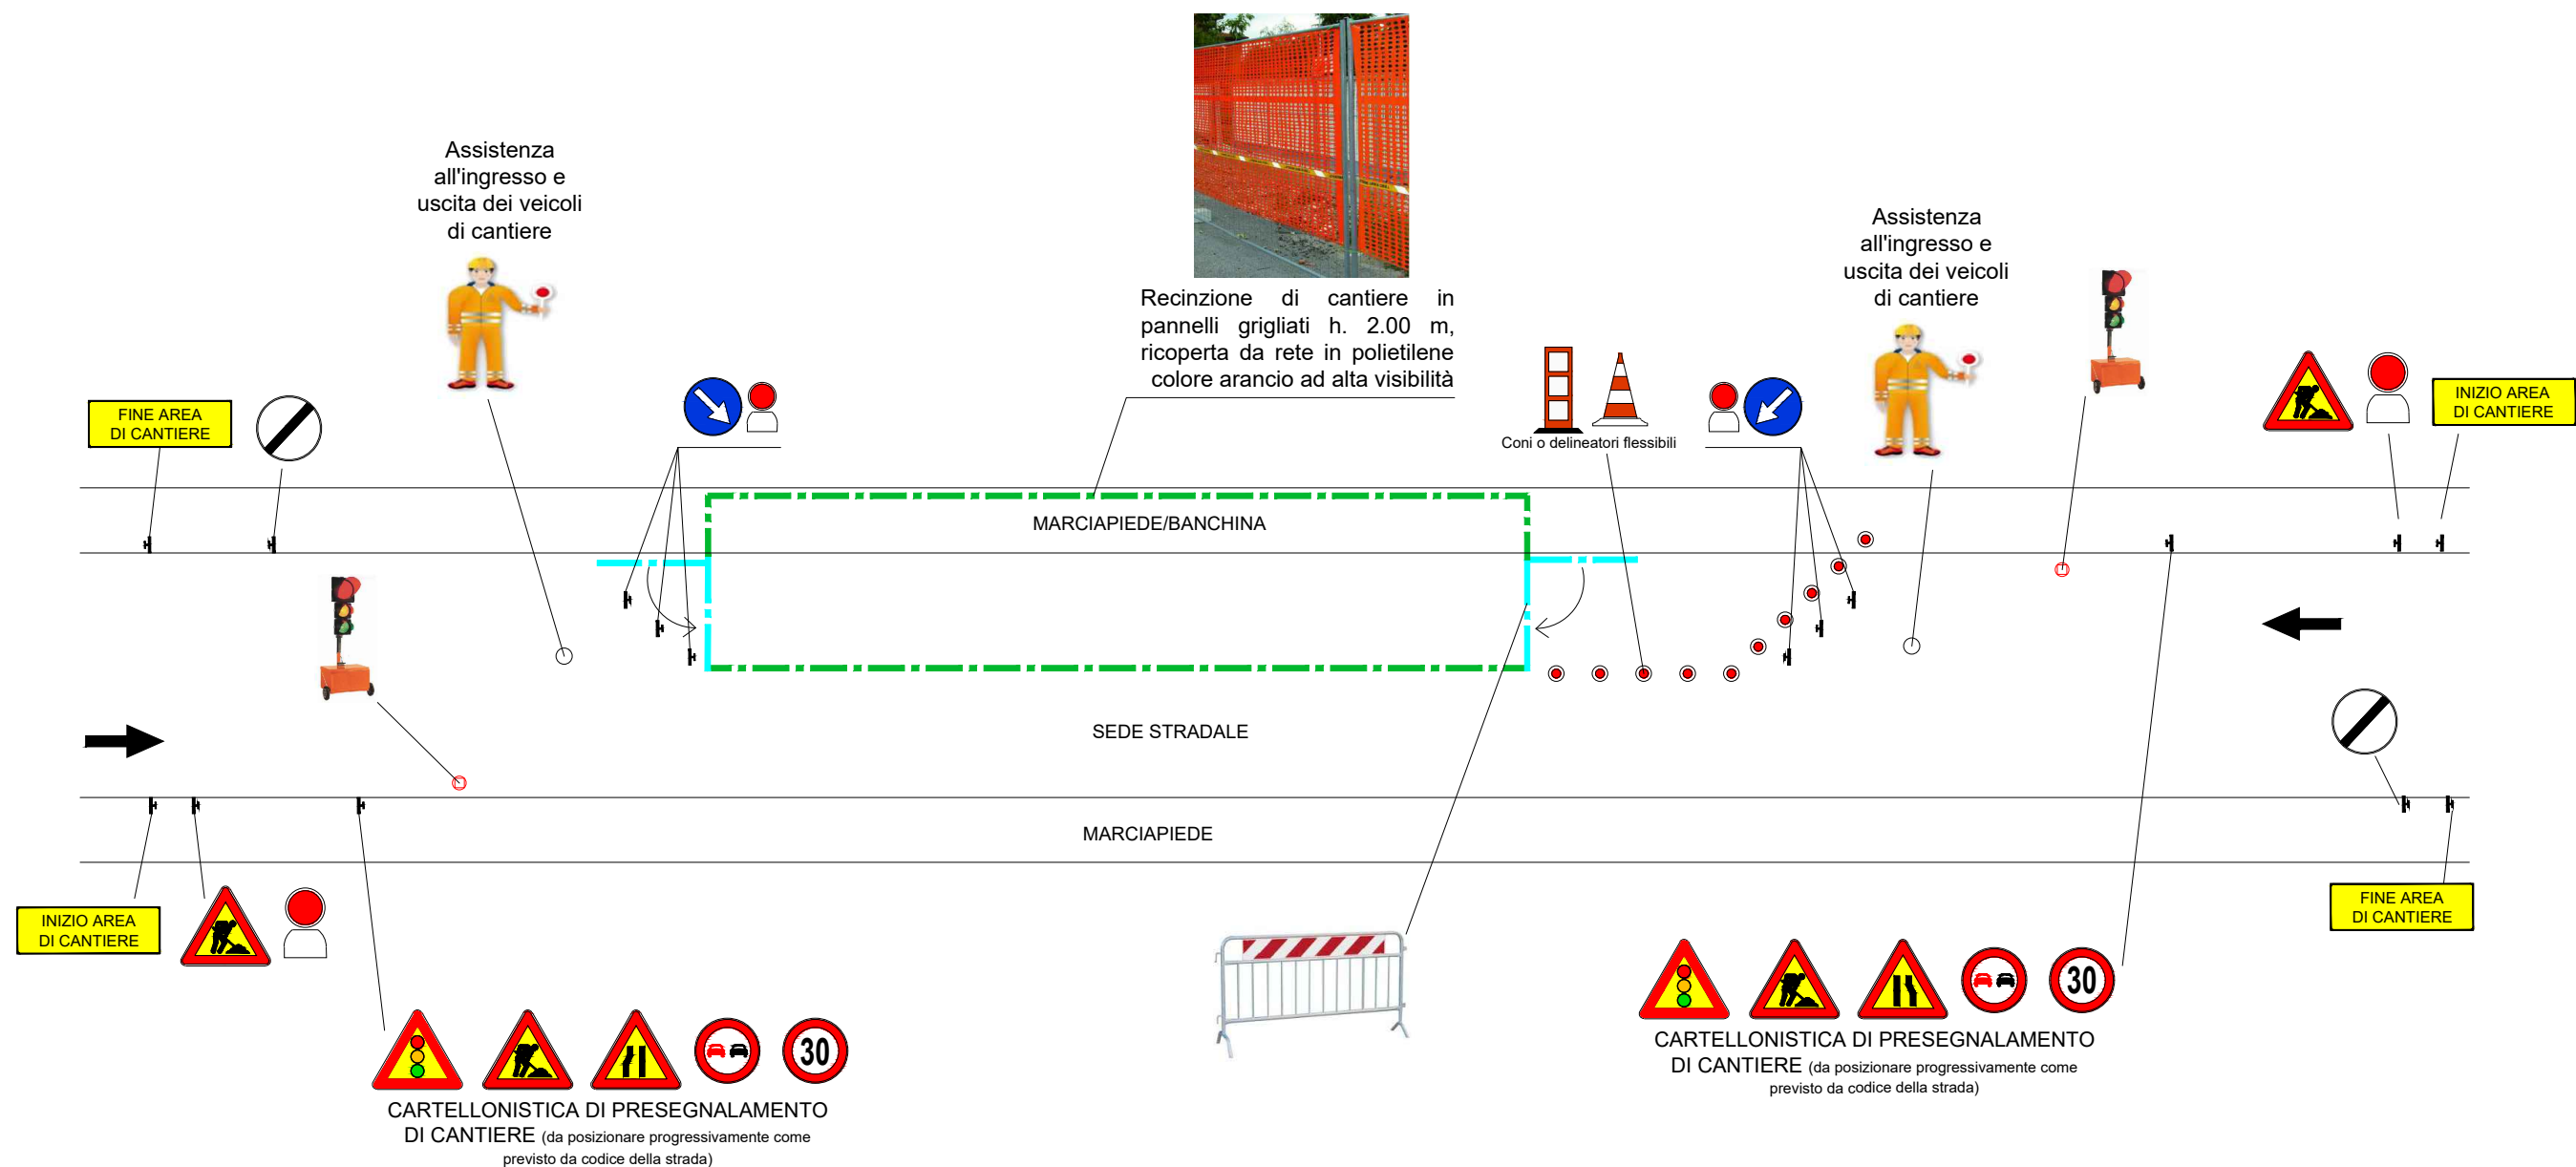 Assistenza
all'ingresso e
uscita dei veicoli
di cantiere
Recinzione di cantiere in
pannelli grigliati h. 2.00 m,
ricoperta da rete in polietilene
colore arancio ad alta visibilità
Assistenza
all'ingresso e
uscita dei veicoli
di cantiere
FINE AREA
DI CANTIERE
Coni o delineatori flessibili
INIZIO AREA
DI CANTIERE
MARCIAPIEDE/BANCHINA
SEDE STRADALE
MARCIAPIEDE
INIZIO AREA
DI CANTIERE
FINE AREA
DI CANTIERE
30
CARTELLONISTICA DI PRESEGNALAMENTO
DI CANTIERE (da posizionare progressivamente come
previsto da codice della strada)
30
CARTELLONISTICA DI PRESEGNALAMENTO
DI CANTIERE (da posizionare progressivamente come
previsto da codice della strada)